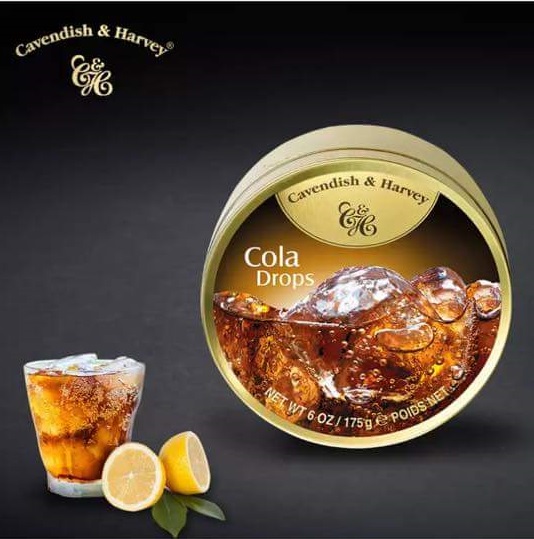 Cavendish & Harvey®
C&H
Cavendish & Harvey
C&H
Cola
Drops
NET WT 6 OZ / 175g ℮ POIDS NET